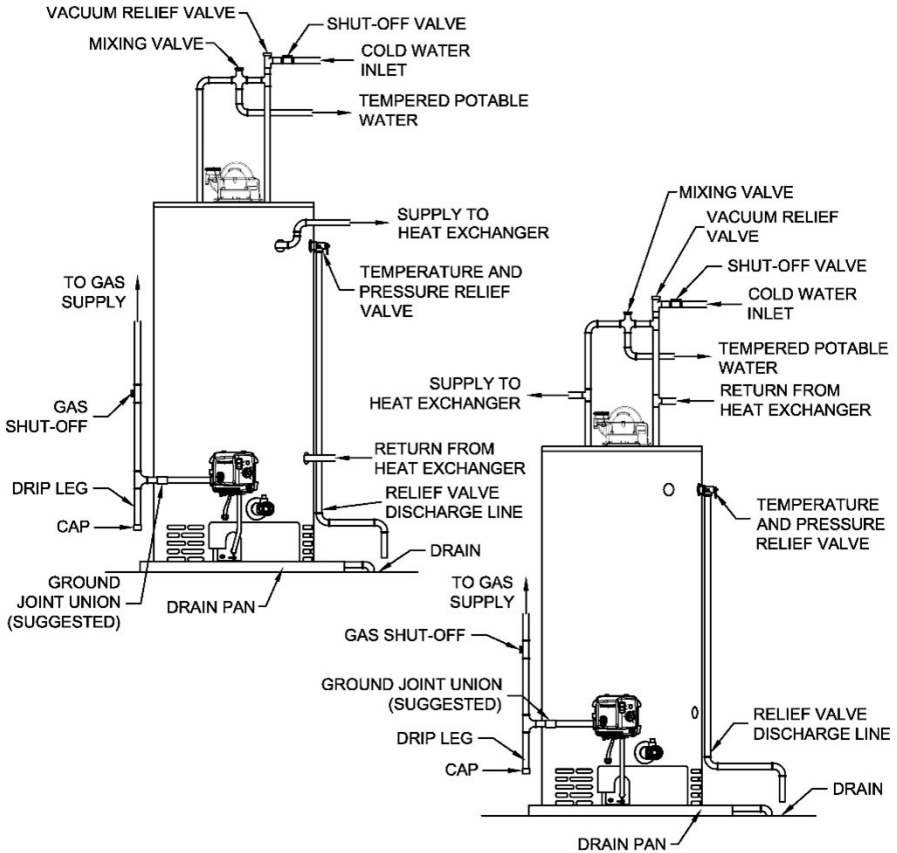 VACUUM RELIEF VALVE
SHUT-OFF VALVE
MIXING VALVE
COLD WATER
INLET
TEMPERED POTABLE
WATER
SUPPLY TO
HEAT EXCHANGER
TO GAS
SUPPLY
TEMPERATURE AND
PRESSURE RELIEF
VALVE
GAS
SHUT-OFF
RETURN FROM
HEAT EXCHANGER
DRIP LEG
RELIEF VALVE
DISCHARGE LINE
CAP
DRAIN
GROUND
JOINT UNION
(SUGGESTED)
DRAIN PAN
MIXING VALVE
VACUUM RELIEF
VALVE
SHUT-OFF VALVE
COLD WATER
INLET
TEMPERED POTABLE
WATER
SUPPLY TO
HEAT EXCHANGER
RETURN FROM
HEAT EXCHANGER
TEMPERATURE
AND PRESSURE
RELIEF VALVE
TO GAS
SUPPLY
GAS SHUT-OFF
GROUND JOINT UNION
(SUGGESTED)
DRIP LEG
RELIEF VALVE
DISCHARGE LINE
CAP
DRAIN
DRAIN PAN